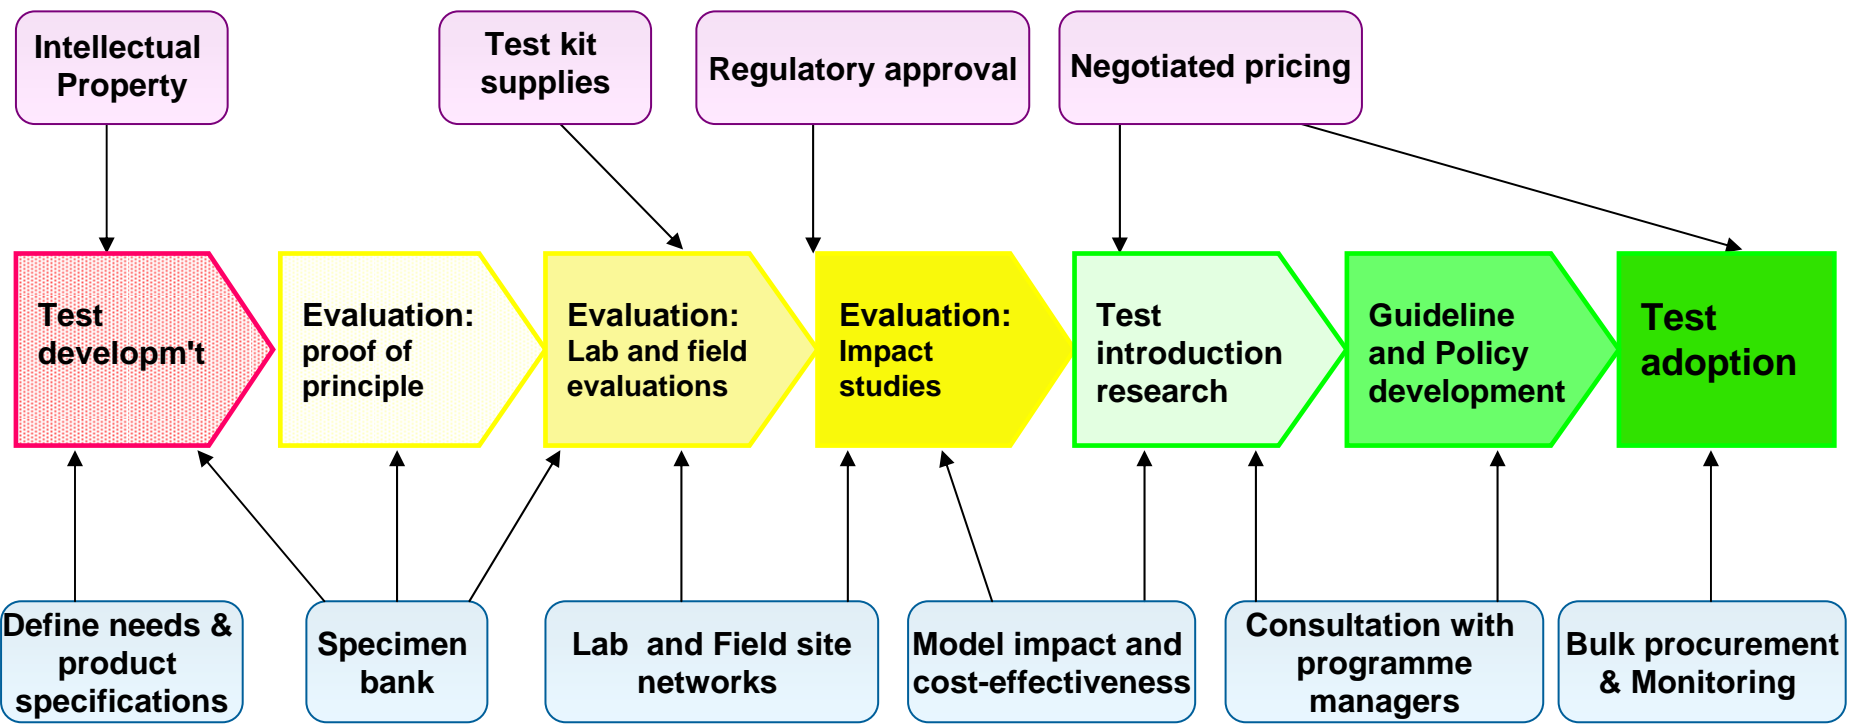 Intellectual
Property
Test kit
supplies
Regulatory approval
Negotiated pricing
Test
developm't
Evaluation:
proof of
principle
Evaluation:
Lab and field
evaluations
Evaluation:
Impact
studies
Test
introduction
research
Guideline
and Policy
development
Test
adoption
Define needs &
product
specifications
Specimen
bank
Lab and Field site
networks
Model impact and
cost-effectiveness
Consultation with
programme
managers
Bulk procurement
& Monitoring